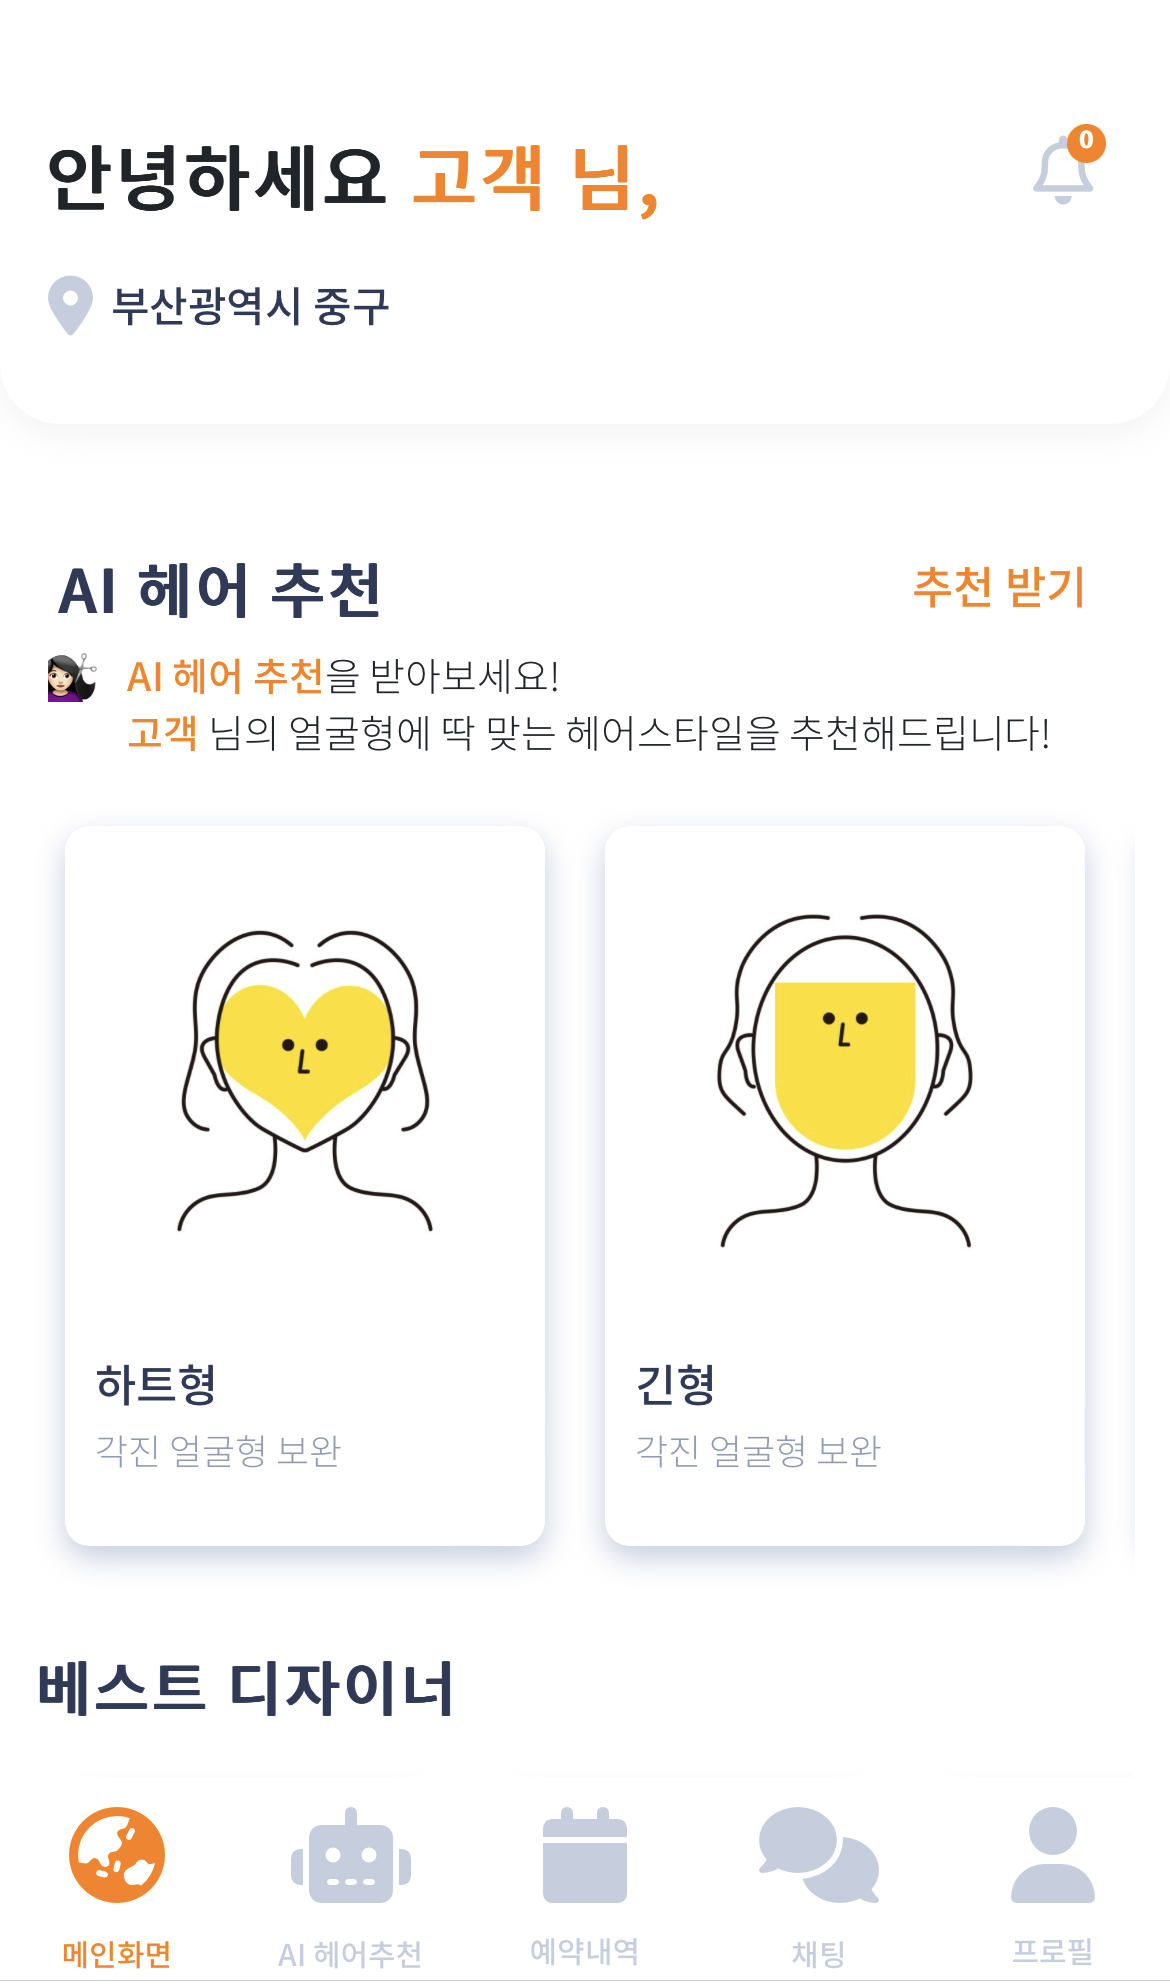 안녕하세요 고객 님,
0
부산광역시 중구
AI 헤어 추천
추천 받기
AI 헤어 추천을 받아보세요!
고객 님의 얼굴형에 딱 맞는 헤어스타일을 추천해드립니다!
하트형
각진 얼굴형 보완
긴형
각진 얼굴형 보완
베스트 디자이너
메인화면
AI 헤어추천
예약내역
채팅
프로필